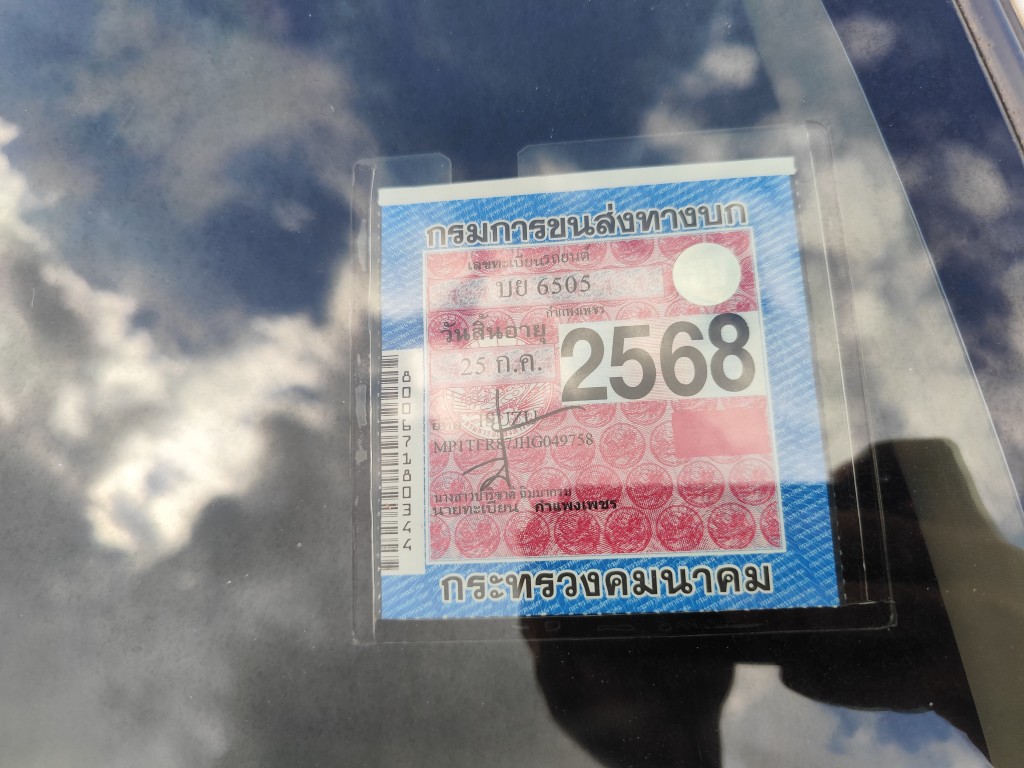 กรมการขนส่งทางบก
เลขทะเบียนรถยนต์
บย 6505
กำแพงเพชร
วันสิ้นอายุ
25 ก.ค.
2568
ISUZU
MP1TFR87JHG049758
นายทะเบียน กำแพงเพชร
กระทรวงคมนาคม
8006718 0344